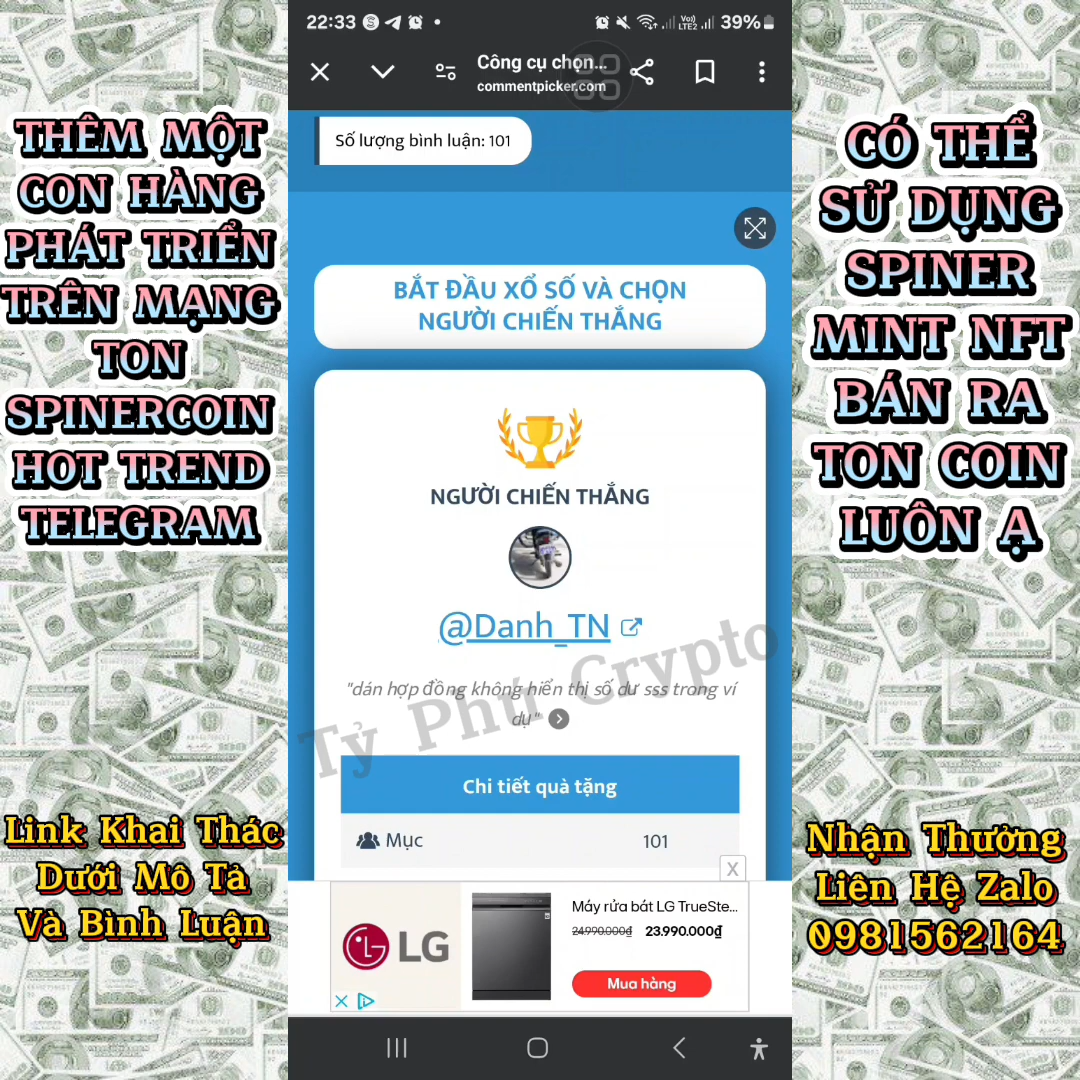 THÊM MỘT
CON HÀNG
PHÁT TRIỂN
TRÊN MẠNG
TON
SPINERCOIN
HOT TREND
TELEGRAM
Link Khai Thác
Dưới Mô Tả
Và Bình Luận
22:33
Vo))
LTE2
39%
Công cụ chọn...
commentpicker.com
Số lượng bình luận: 101
BẮT ĐẦU XỔ SỐ VÀ CHỌN
NGƯỜI CHIẾN THẮNG
NGƯỜI CHIẾN THẮNG
@Danh_TN
"dán hợp đồng không hiển thị số dư sss trong ví
dụ"
Tỷ Phú Crypto
Chi tiết quà tặng
Mục 101
X
LG
Máy rửa bát LG TrueSte...
24.990.000₫ 23.990.000₫
Mua hàng
CÓ THỂ
SỬ DỤNG
SPINER
MINT NFT
BÁN RA
TON COIN
LUÔN Ạ
Nhận Thưởng
Liên Hệ Zalo
0981562164